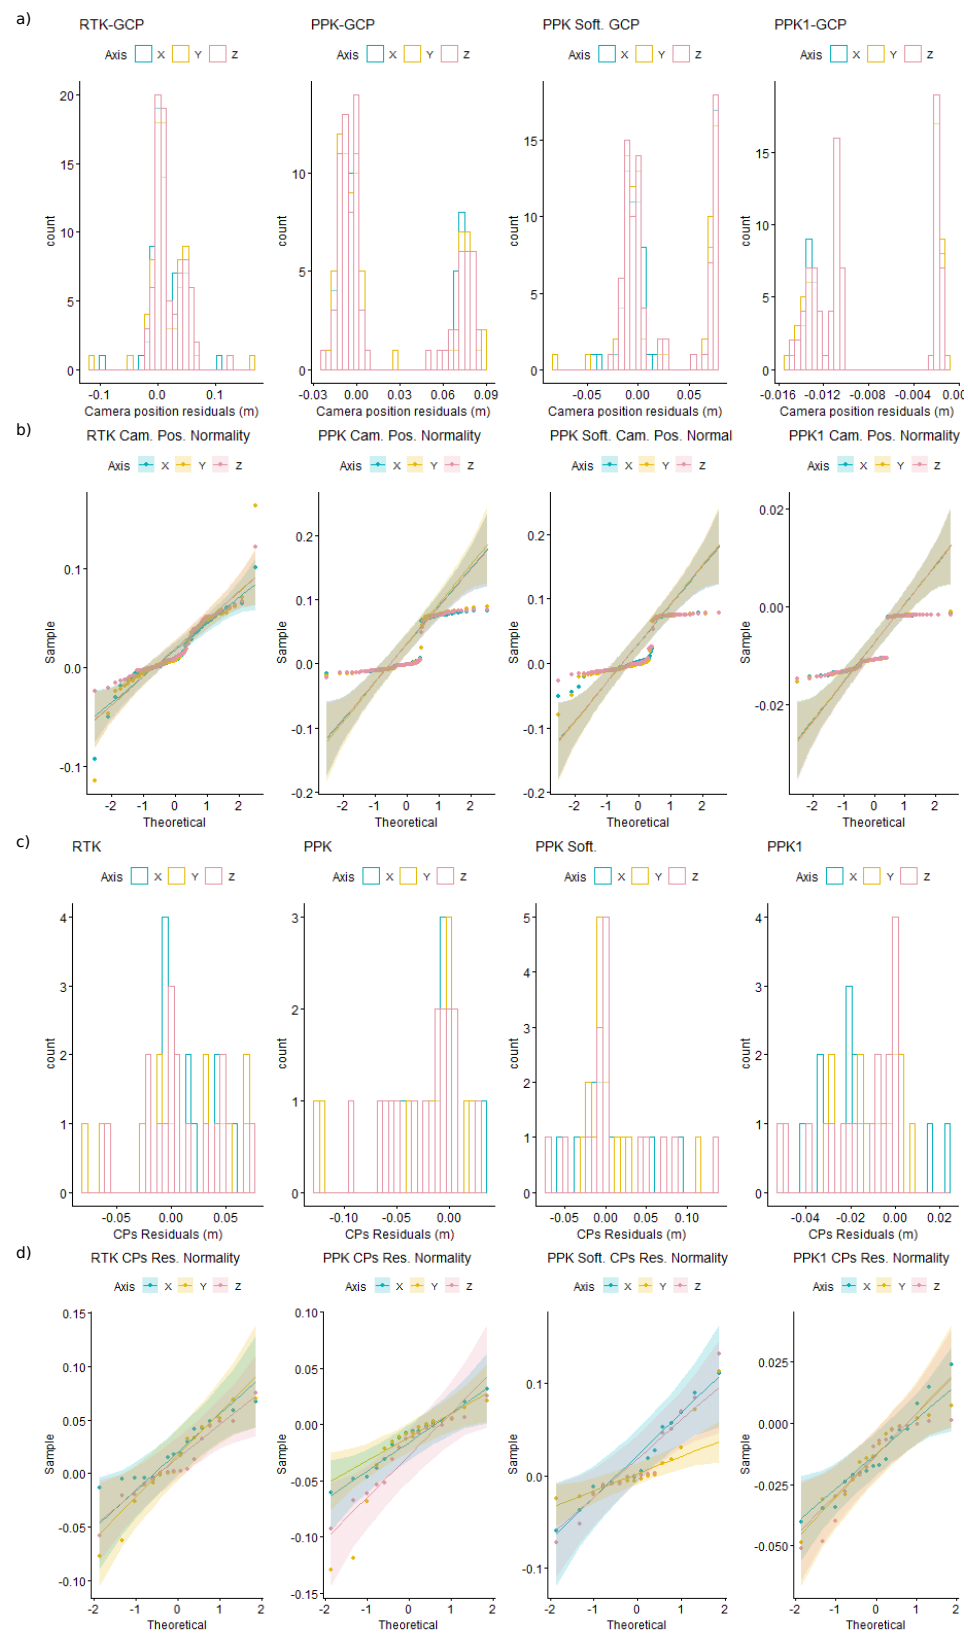 a)
RTK-GCP PPK-GCP PPK Soft. GCP PPK1-GCP
Axis X Y Z Axis X Y Z Axis X Y Z Axis X Y Z
count count count count
20 15 10 5 0
10 5 0
15 10 5 0
15 10 5 0
-0.1 0.0 0.1 -0.03 0.00 0.03 0.06 0.09 -0.05 0.00 0.05 -0.016 -0.012 -0.008 -0.004 0.00
Camera position residuals (m) Camera position residuals (m) Camera position residuals (m) Camera position residuals (m)
b)
RTK Cam. Pos. Normality PPK Cam. Pos. Normality PPK Soft. Cam. Pos. Normal PPK1 Cam. Pos. Normality
Axis X Y Z Axis X Y Z Axis X Y Z Axis X Y Z
Sample Sample Sample Sample
0.1 0.0 -0.1
0.2 0.1 0.0 -0.1 -0.2
0.2 0.1 0.0 -0.1 -0.2
0.02 0.00 -0.02
-2 -1 0 1 2 -2 -1 0 1 2 -2 -1 0 1 2 -2 -1 0 1 2
Theoretical Theoretical Theoretical Theoretical
c)
RTK PPK PPK Soft. PPK1
Axis X Y Z Axis X Y Z Axis X Y Z Axis X Y Z
count count count count
4 3 2 1 0
3 2 1 0
5 4 3 2 1 0
4 3 2 1 0
-0.05 0.00 0.05 -0.10 -0.05 0.00 -0.05 0.00 0.05 0.10 -0.04 -0.02 0.00 0.02
CPs Residuals (m) CPs Residuals (m) CPs Residuals (m) CPs Residuals (m)
d)
RTK CPs Res. Normality PPK CPs Res. Normality PPK Soft. CPs Res. Normality PPK1 CPs Res. Normality
Axis X Y Z Axis X Y Z Axis X Y Z Axis X Y Z
Sample Sample Sample Sample
0.15 0.10 0.05 0.00 -0.05 -0.10
0.10 0.05 0.00 -0.05 -0.10 -0.15
0.1 0.0 -0.1
0.025 0.000 -0.025 -0.050
-2 -1 0 1 2 -2 -1 0 1 2 -2 -1 0 1 2 -2 -1 0 1 2
Theoretical Theoretical Theoretical Theoretical